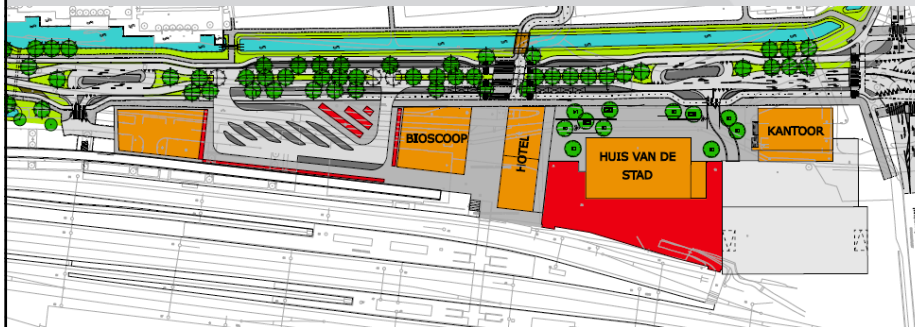 BIOSCOOP
HOTEL
HUIS VAN DE
STAD
KANTOOR